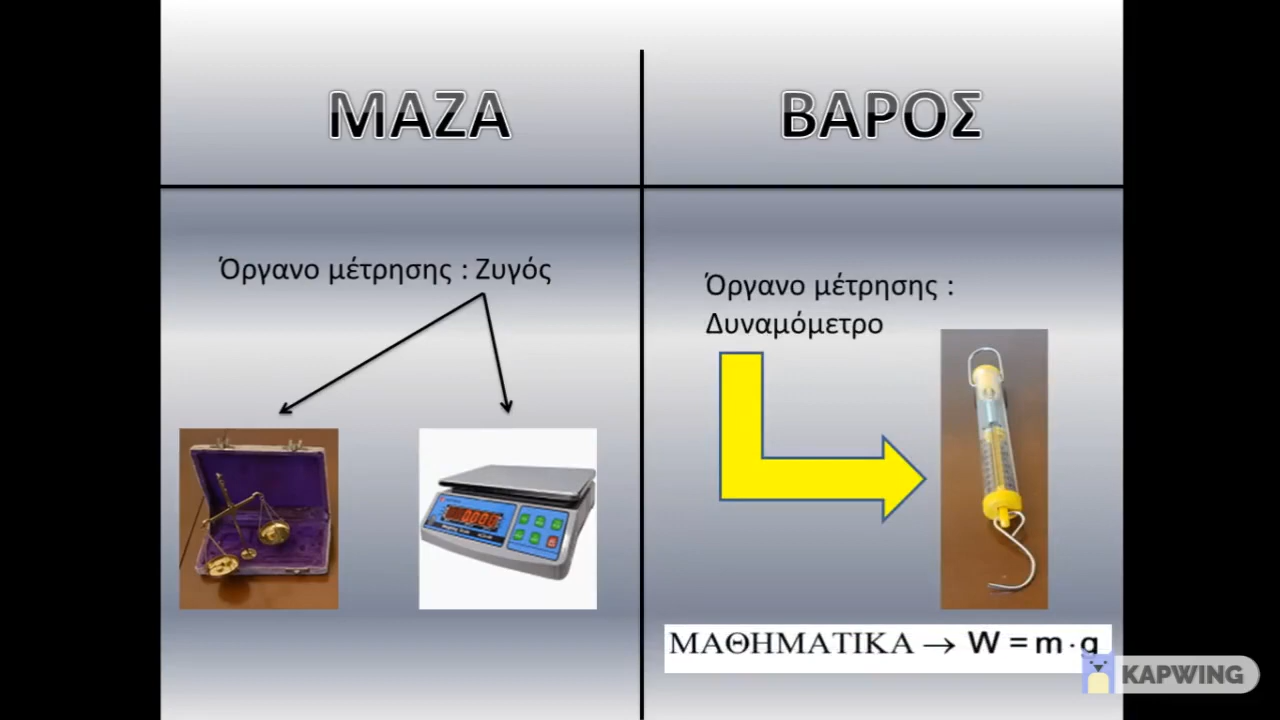 ΜΑΖΑ
ΒΑΡΟΣ
Όργανο μέτρησης : Ζυγός
Όργανο μέτρησης :
Δυναμόμετρο
ΜΑΘΗΜΑΤΙΚΑ → W = m · g
KAPWING